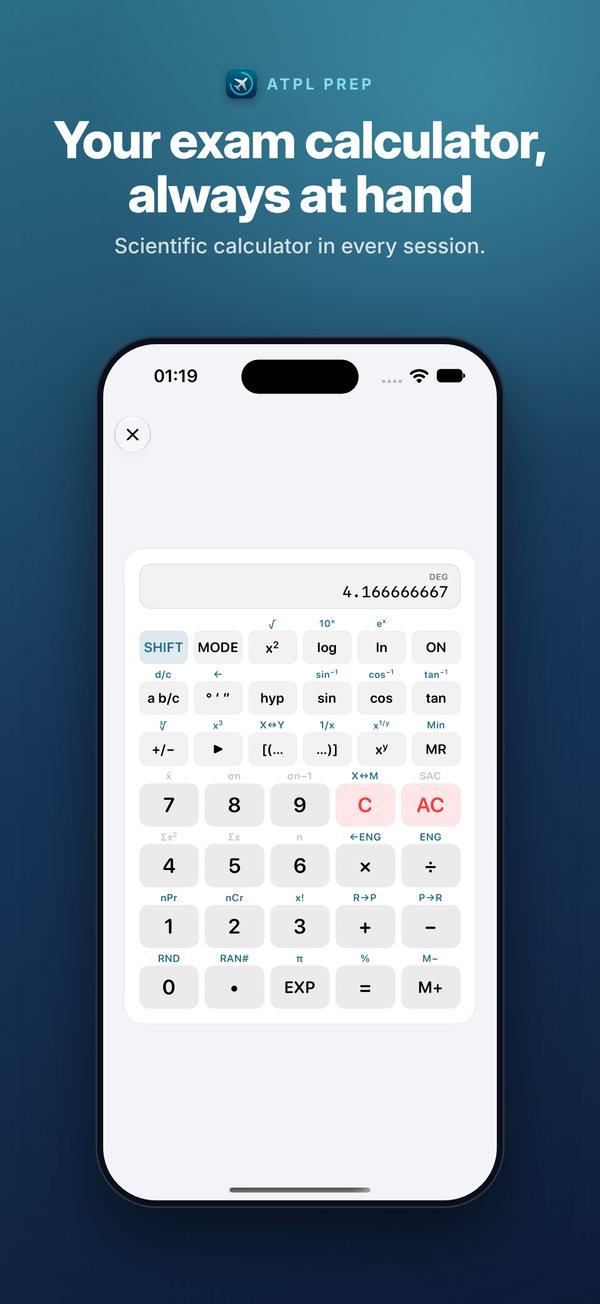 ATPL PREP
Your exam calculator,
always at hand
Scientific calculator in every session.
01:19
DEG
4.166666667
√ 10ˣ eˣ
SHIFT MODE x² log ln ON
d/c ← sin⁻¹ cos⁻¹ tan⁻¹
a b/c ° ′ ″ hyp sin cos tan
∛ x³ X↔Y 1/x x¹/ʸ Min
+/− ▶ [(... ...)] xʸ MR
x̄ σn σn−1 X↔M SAC
7 8 9 C AC
Σx² Σx n ←ENG ENG
4 5 6 × ÷
nPr nCr x! R→P P→R
1 2 3 + −
RND RAN# π % M−
0 • EXP = M+